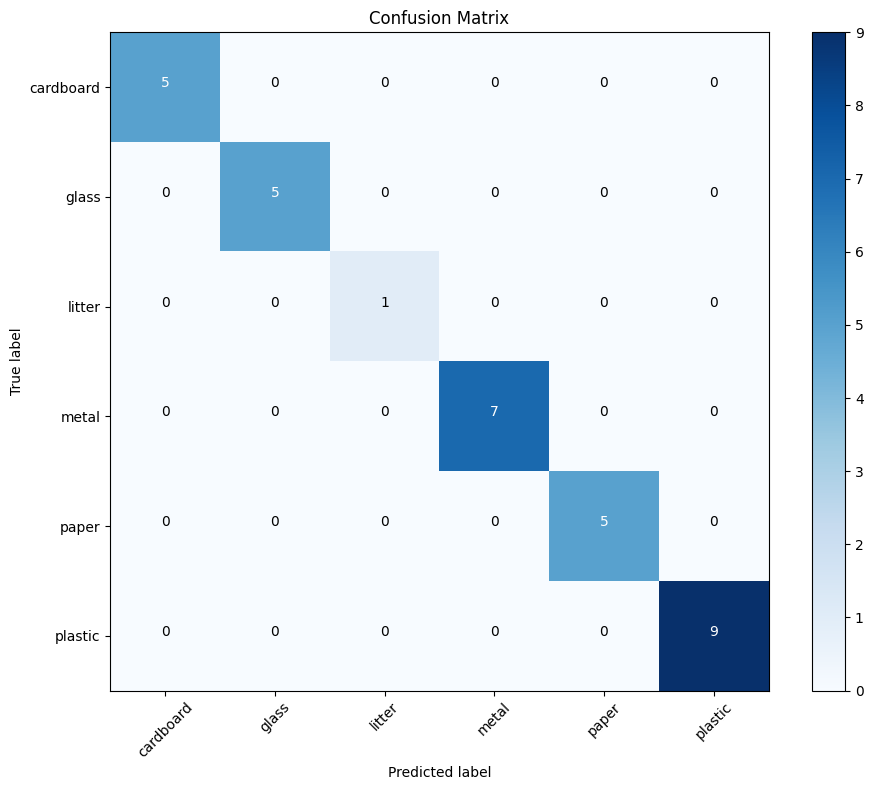 Confusion Matrix
cardboard 5 0 0 0 0 0
glass 0 5 0 0 0 0
litter 0 0 1 0 0 0
metal 0 0 0 7 0 0
paper 0 0 0 0 5 0
plastic 0 0 0 0 0 9
cardboard glass litter metal paper plastic
Predicted label
True label
9
8
7
6
5
4
3
2
1
0